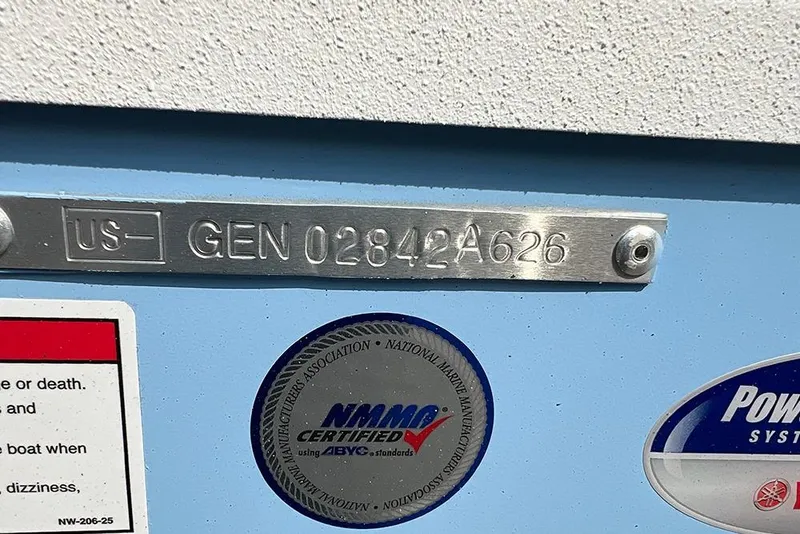 US-
GEN 02842A626
e or death.
s and
e boat when
, dizziness,
NW-206-25
NATIONAL MARINE MANUFACTURERS ASSOCIATION • NATIONAL MARINE MANUFACTURERS ASSOCIATION •
NMMA
CERTIFIED
using ABYC® standards
Pow
SYST